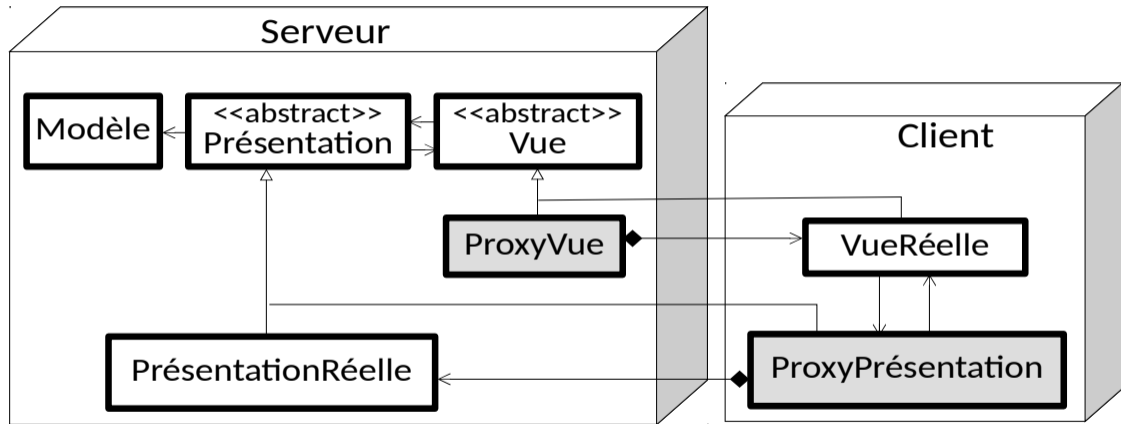 Serveur
Modèle
<<abstract>>
Présentation
<<abstract>>
Vue
ProxyVue
PrésentationRéelle
Client
VueRéelle
ProxyPrésentation